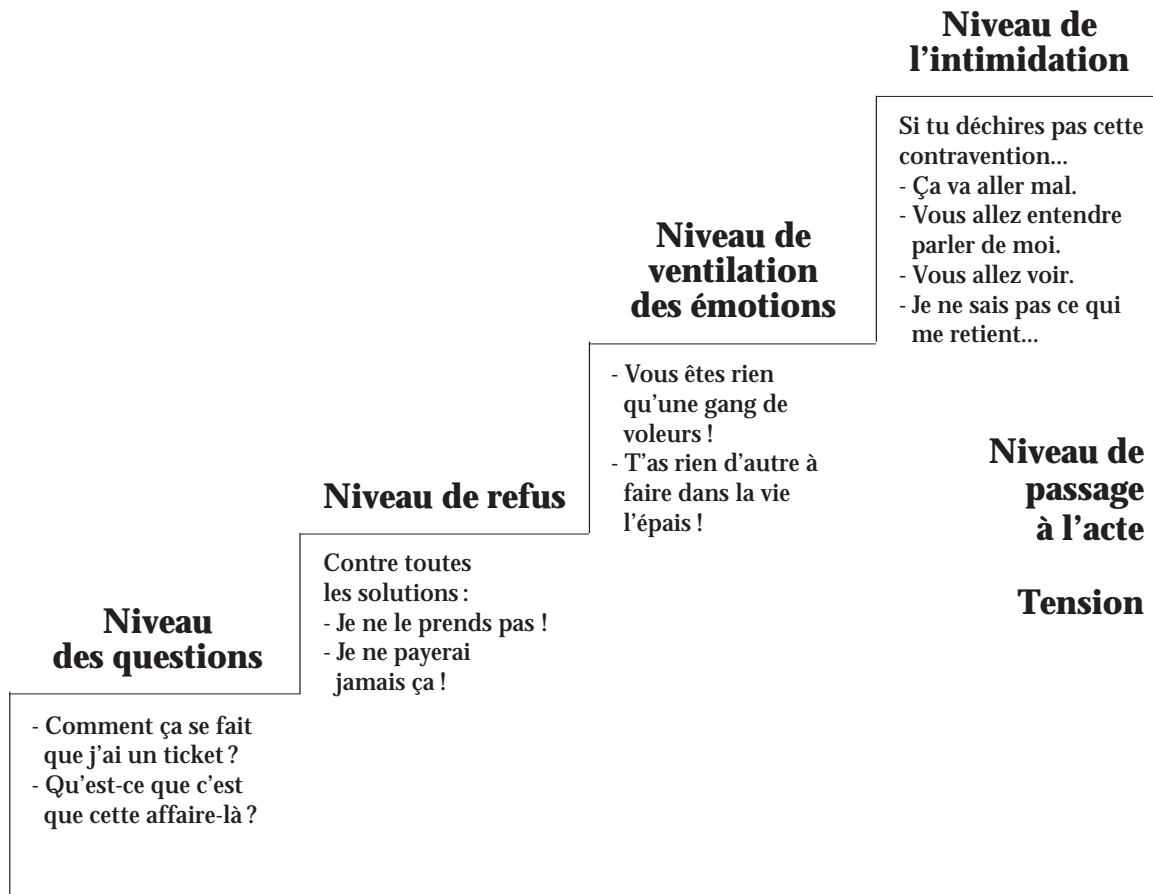 Niveau de
l'intimidation
Si tu déchires pas cette
contravention...
- Ça va aller mal.
- Vous allez entendre
parler de moi.
- Vous allez voir.
- Je ne sais pas ce qui
me retient...
Niveau de
ventilation
des émotions
- Vous êtes rien
qu'une gang de
voleurs !
- T'as rien d'autre à
faire dans la vie
l'épais !
Niveau de
passage
à l'acte
Tension
Niveau de refus
Contre toutes
les solutions :
- Je ne le prends pas !
- Je ne payerai
jamais ça !
Niveau
des questions
- Comment ça se fait
que j'ai un ticket ?
- Qu'est-ce que c'est
que cette affaire-là ?